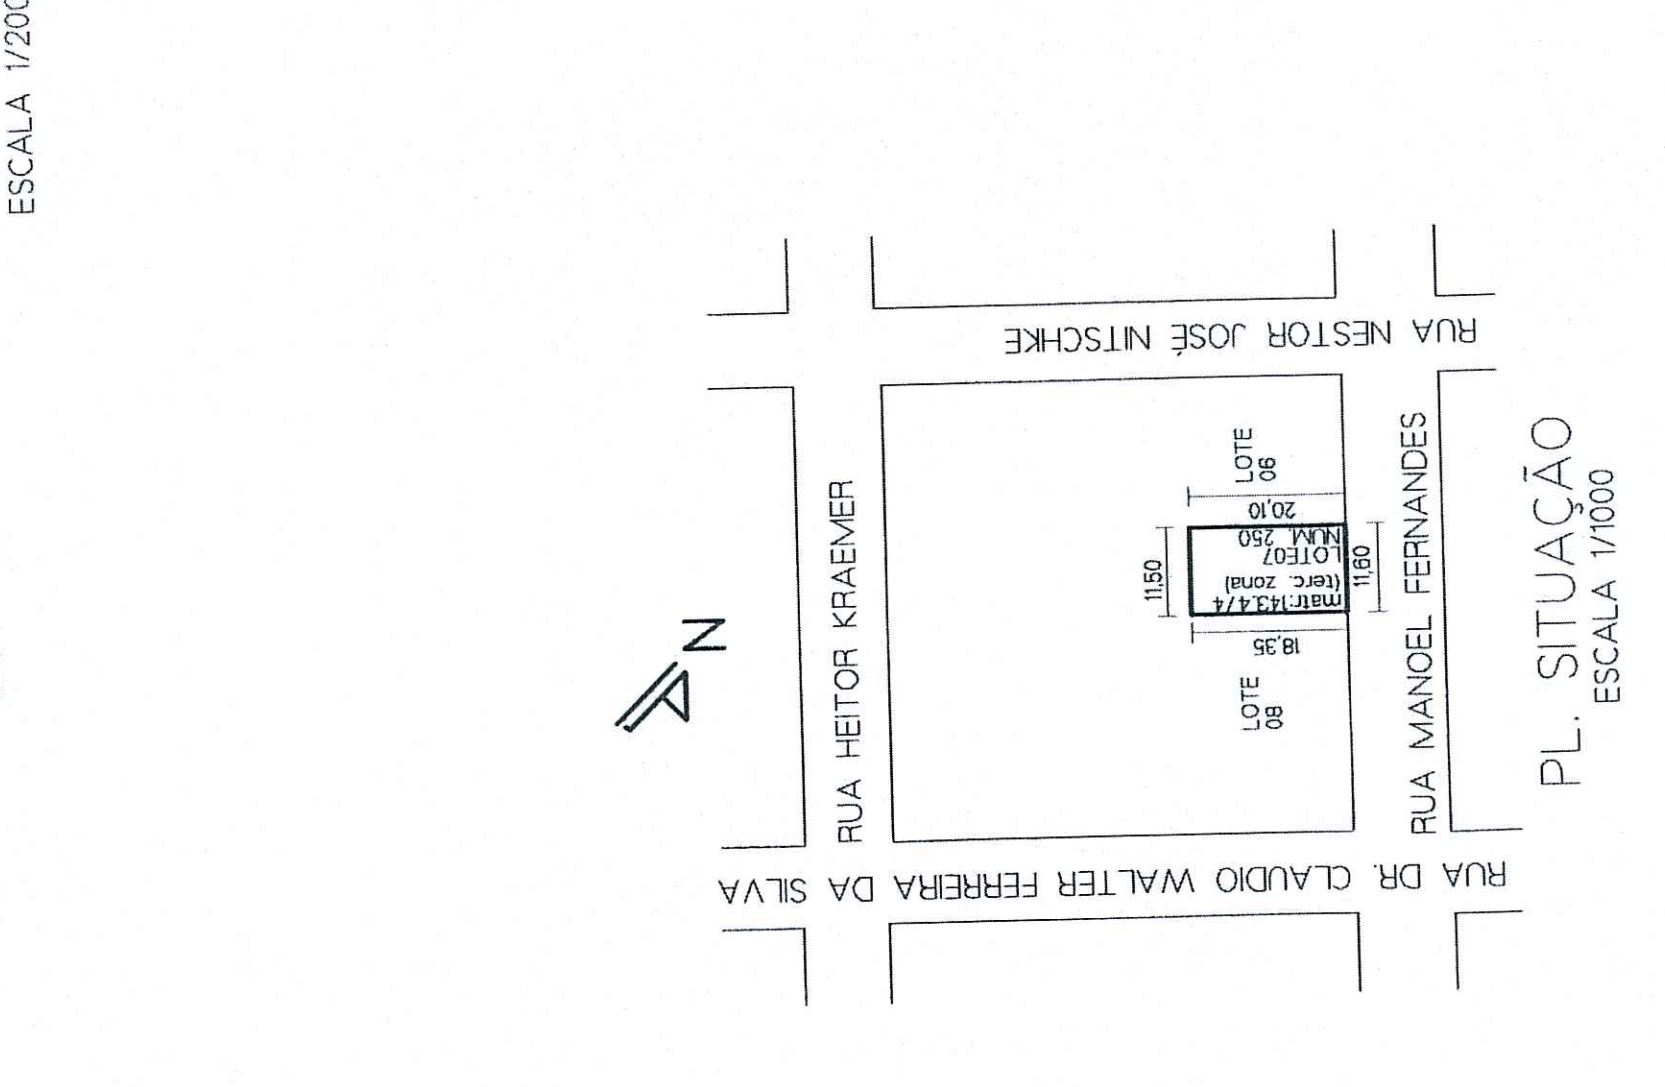 ESCALA 1/200
N
RUA HEITOR KRAEMER
RUA NESTOR JOSÉ NITSCHKE
11,50
LOTE
06
20,10
NUM. 250
LOTE07
(terc. zona)
matr:143.474
18,35
11,60
LOTE
08
RUA MANOEL FERNANDES
RUA DR. CLAUDIO WALTER FERREIRA DA SILVA
PL. SITUAÇÃO
ESCALA 1/1000